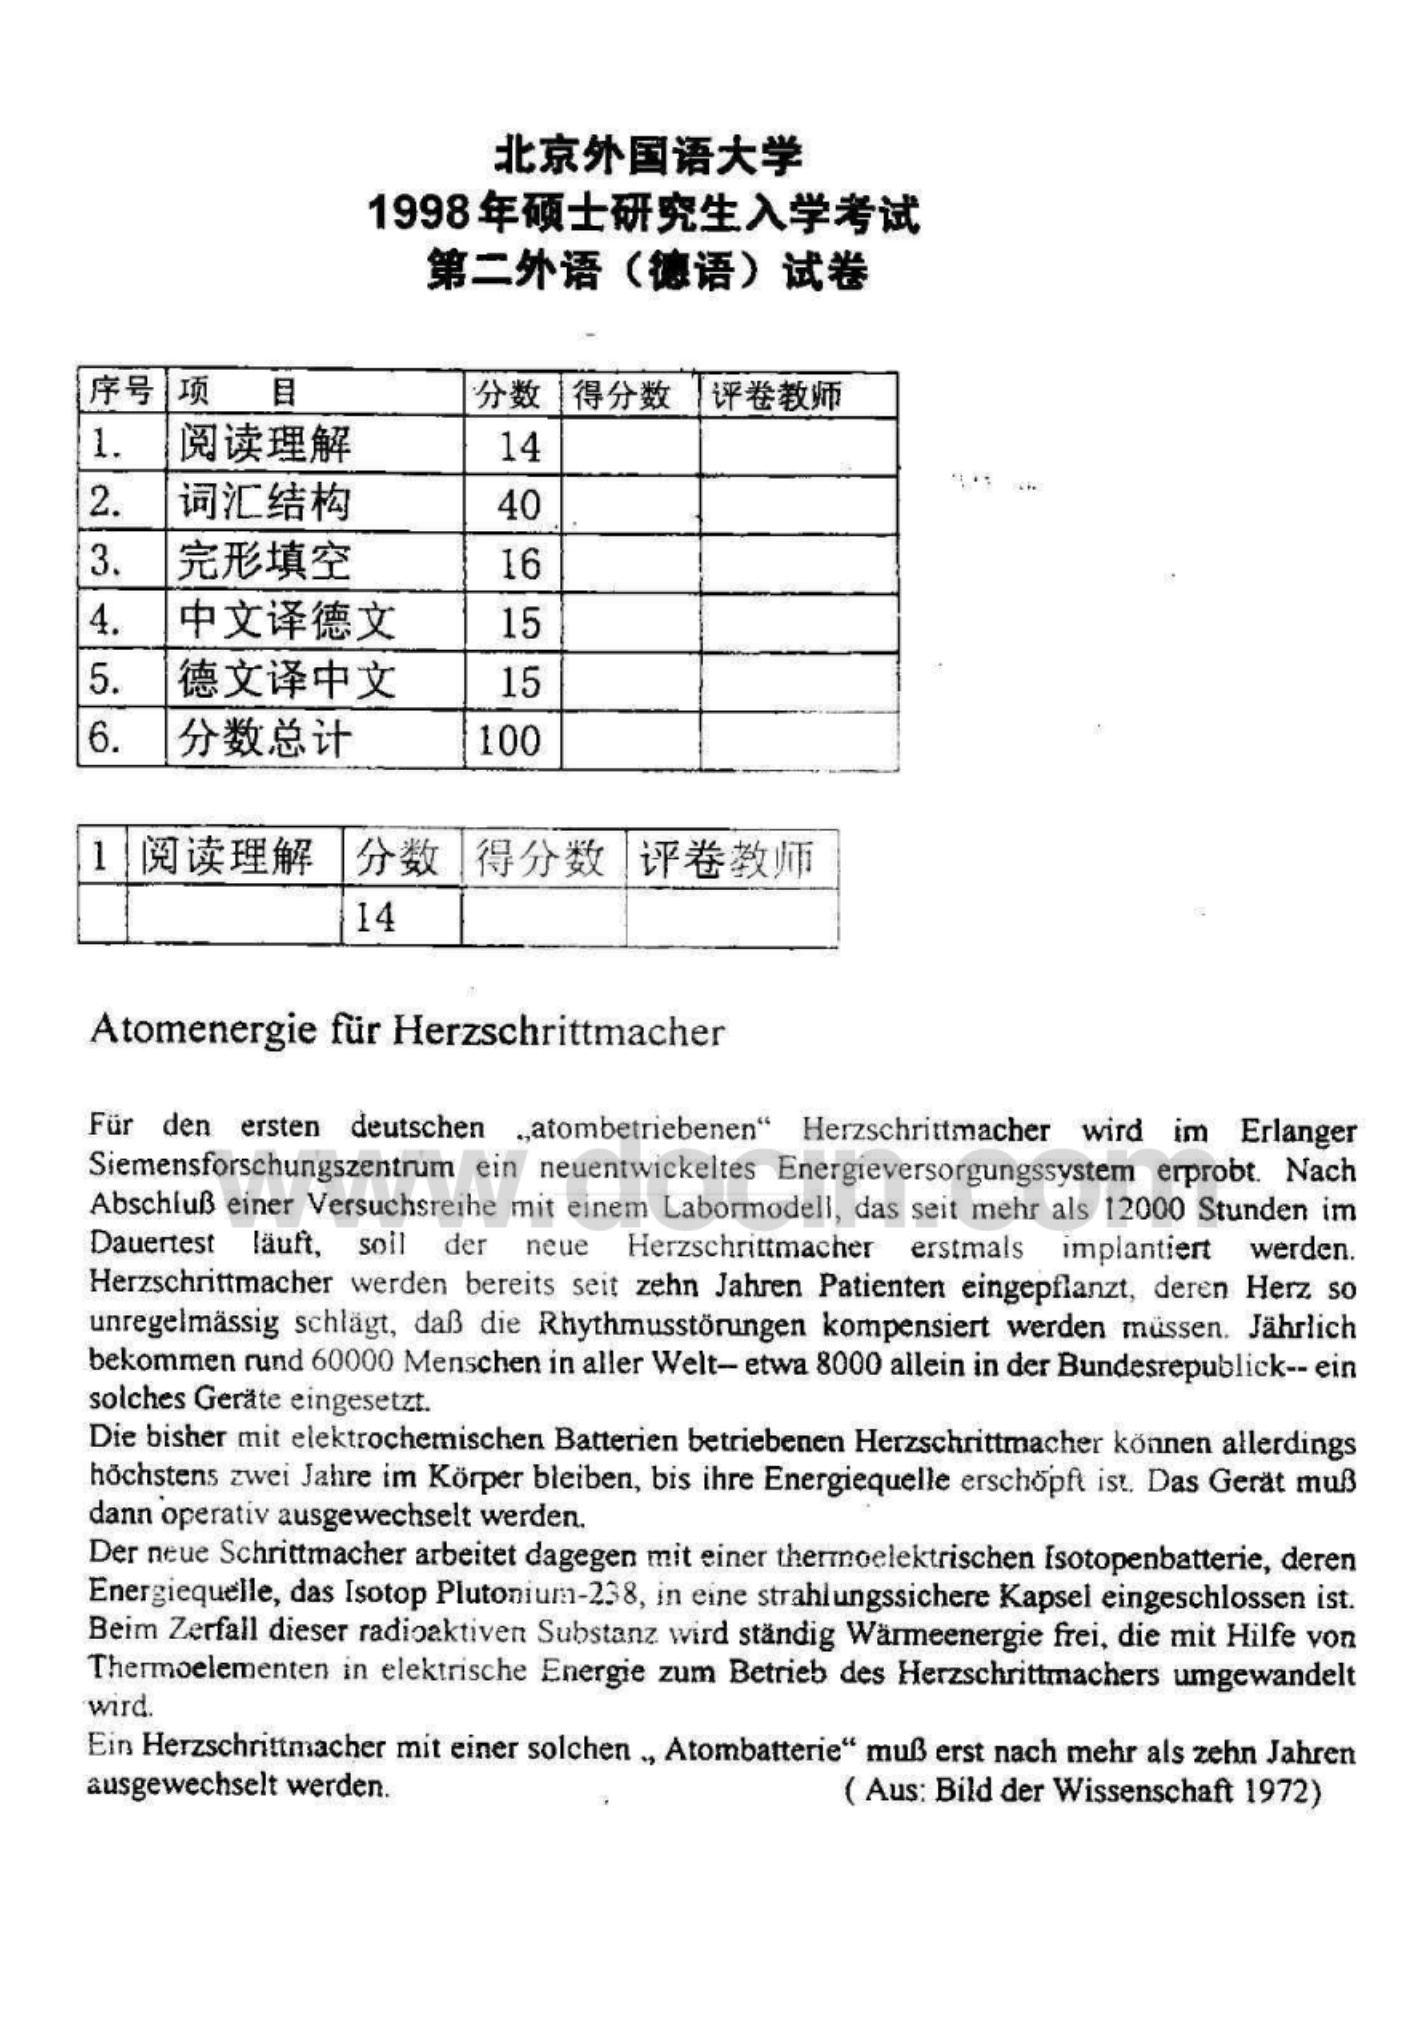 北京外国语大学
1998年硕士研究生入学考试
第二外语（德语）试卷
序号 项 目 分数 得分数 评卷教师
1. 阅读理解 14
2. 词汇结构 40
3. 完形填空 16
4. 中文译德文 15
5. 德文译中文 15
6. 分数总计 100
1 阅读理解 分数 得分数 评卷教师
14
Atomenergie für Herzschrittmacher
Für den ersten deutschen „atombetriebenen“ Herzschrittmacher wird im Erlanger
Siemensforschungszentrum ein neuentwickeltes Energieversorgungssystem erprobt. Nach
Abschluß einer Versuchsreihe mit einem Labormodell, das seit mehr als 12000 Stunden im
Dauertest läuft, soll der neue Herzschrittmacher erstmals implantiert werden.
Herzschrittmacher werden bereits seit zehn Jahren Patienten eingepflanzt, deren Herz so
unregelmässig schlägt, daß die Rhythmusstörungen kompensiert werden müssen. Jährlich
bekommen rund 60000 Menschen in aller Welt-- etwa 8000 allein in der Bundesrepublick-- ein
solches Geräte eingesetzt.
Die bisher mit elektrochemischen Batterien betriebenen Herzschrittmacher können allerdings
höchstens zwei Jahre im Körper bleiben, bis ihre Energiequelle erschöpft ist. Das Gerät muß
dann operativ ausgewechselt werden.
Der neue Schrittmacher arbeitet dagegen mit einer thermoelektrischen Isotopenbatterie, deren
Energiequelle, das Isotop Plutonium-238, in eine strahlungssichere Kapsel eingeschlossen ist.
Beim Zerfall dieser radioaktiven Substanz wird ständig Wärmeenergie frei, die mit Hilfe von
Thermoelementen in elektrische Energie zum Betrieb des Herzschrittmachers umgewandelt
wird.
Ein Herzschrittmacher mit einer solchen „ Atombatterie“ muß erst nach mehr als zehn Jahren
ausgewechselt werden. ( Aus: Bild der Wissenschaft 1972)
www.docin.com